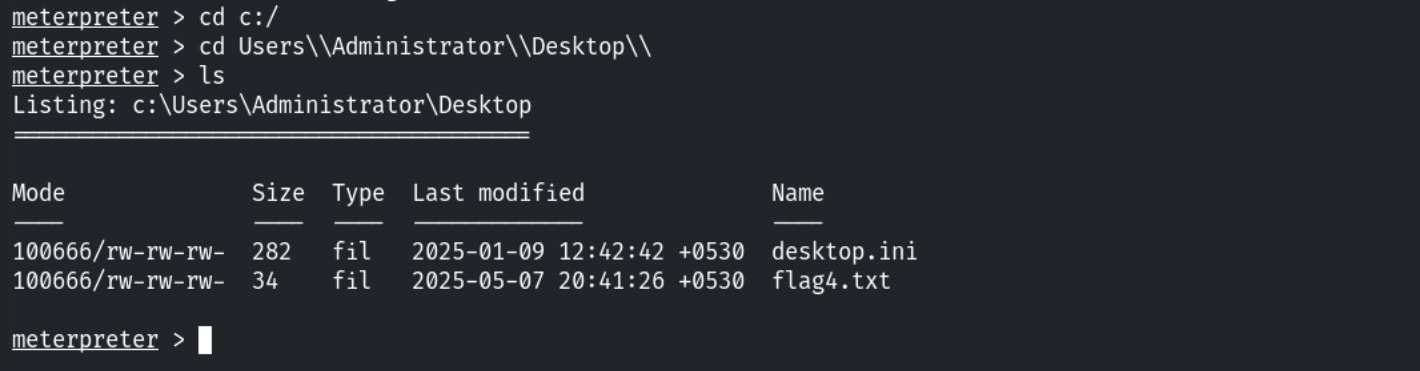 meterpreter > cd c:/
meterpreter > cd Users\\Administrator\\Desktop\\
meterpreter > ls
Listing: c:\Users\Administrator\Desktop
=======================================
Mode Size Type Last modified Name
---- ---- ---- ------------- ----
100666/rw-rw-rw- 282 fil 2025-01-09 12:42:42 +0530 desktop.ini
100666/rw-rw-rw- 34 fil 2025-05-07 20:41:26 +0530 flag4.txt
meterpreter >